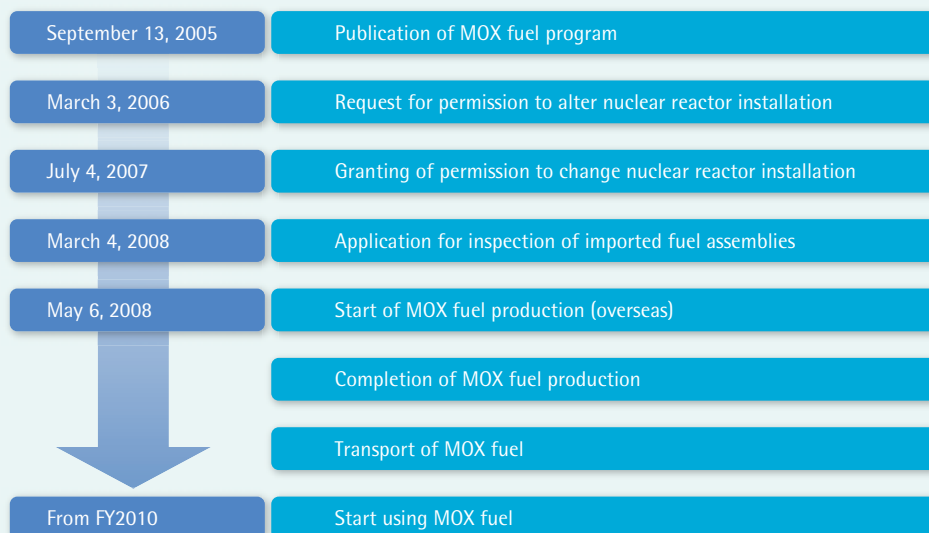 September 13, 2005
Publication of MOX fuel program
March 3, 2006
Request for permission to alter nuclear reactor installation
July 4, 2007
Granting of permission to change nuclear reactor installation
March 4, 2008
Application for inspection of imported fuel assemblies
May 6, 2008
Start of MOX fuel production (overseas)
Completion of MOX fuel production
Transport of MOX fuel
From FY2010
Start using MOX fuel